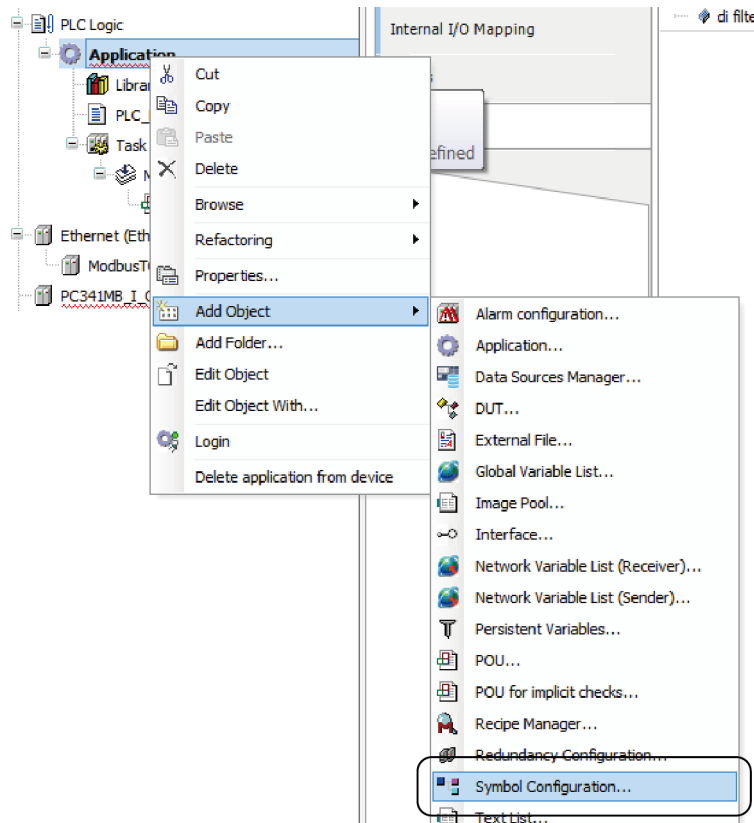 PLC Logic
Application
Librar
PLC_
Task
M
Ethernet (Eth
ModbusT
PC341MB_I_
Internal I/O Mapping
efined
di filte
Cut
Copy
Paste
Delete
Browse
Refactoring
Properties...
Add Object
Add Folder...
Edit Object
Edit Object With...
Login
Delete application from device
Alarm configuration...
Application...
Data Sources Manager...
DUT...
External File...
Global Variable List...
Image Pool...
Interface...
Network Variable List (Receiver)...
Network Variable List (Sender)...
Persistent Variables...
POU...
POU for implicit checks...
Recipe Manager...
Redundancy Configuration...
Symbol Configuration...
Text List...